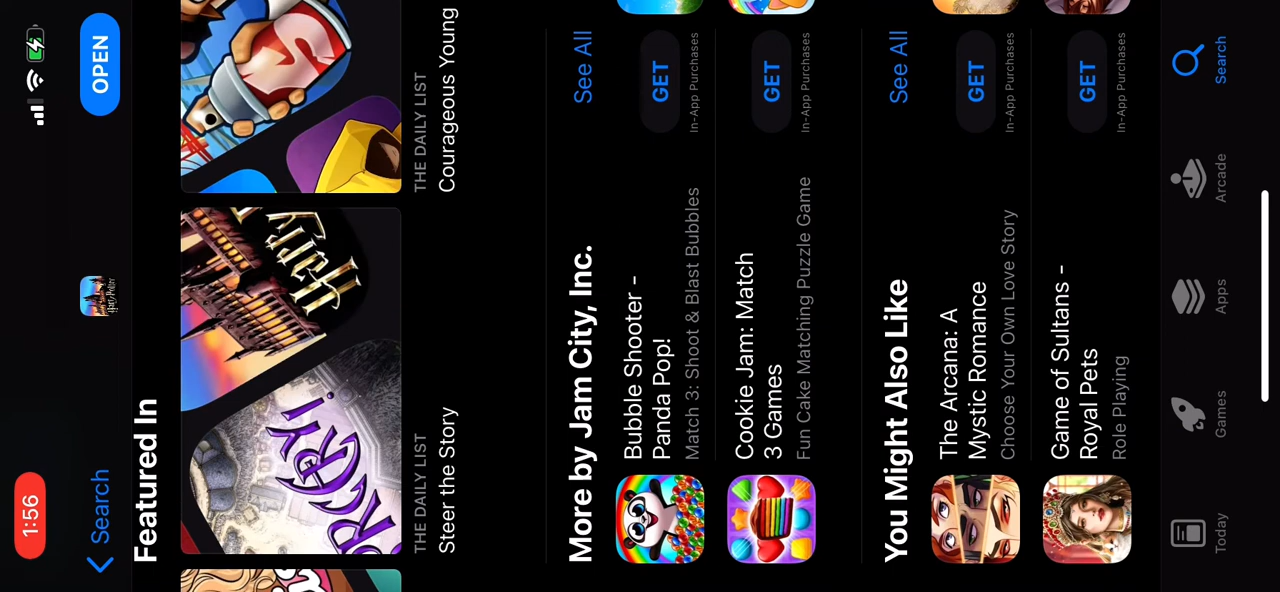 1:56
Search
OPEN
Featured In
THE DAILY LIST
Steer the Story
THE DAILY LIST
Courageous Young
More by Jam City, Inc.
See All
Bubble Shooter -
Panda Pop!
Match 3: Shoot & Blast Bubbles
GET
In-App Purchases
Cookie Jam: Match
3 Games
Fun Cake Matching Puzzle Game
GET
In-App Purchases
You Might Also Like
See All
The Arcana: A
Mystic Romance
Choose Your Own Love Story
GET
In-App Purchases
Game of Sultans -
Royal Pets
Role Playing
GET
In-App Purchases
Today
Games
Apps
Arcade
Search